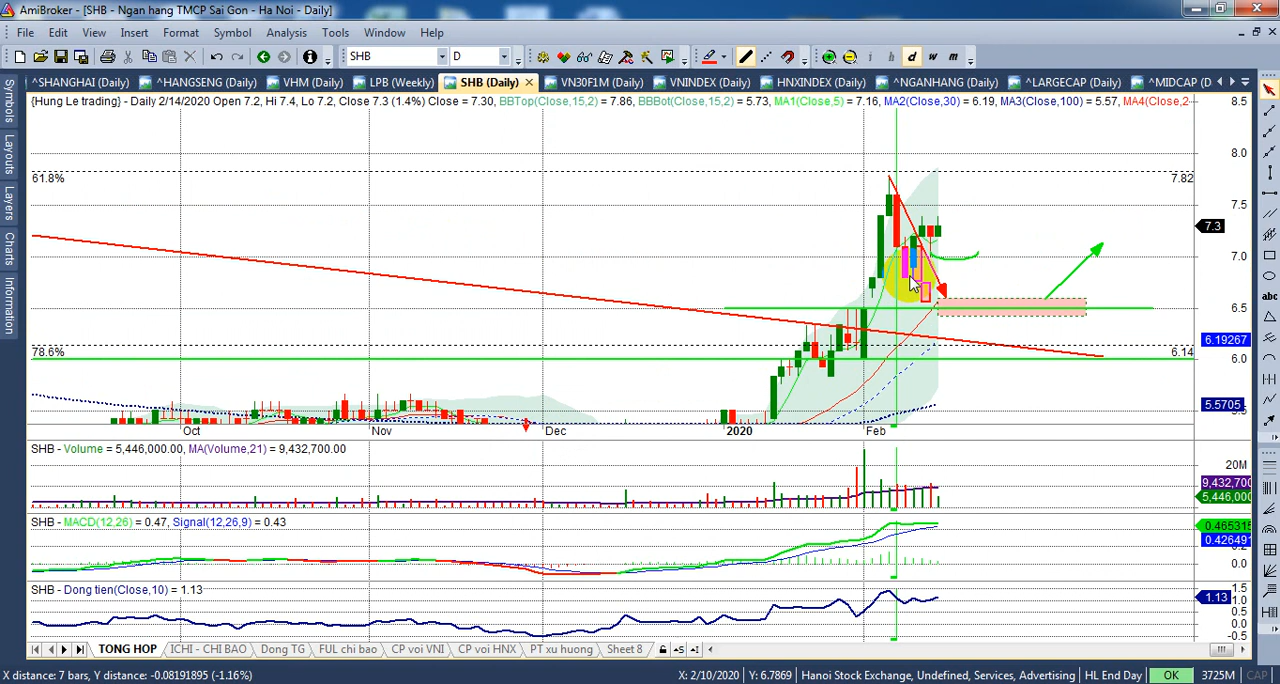 AmiBroker - [SHB - Ngan hang TMCP Sai Gon - Ha Noi - Daily]
File Edit View Insert Format Symbol Analysis Tools Window Help
SHB D i h d w m
^SHANGHAI (Daily) ^HANGSENG (Daily) VHM (Daily) LPB (Weekly) SHB (Daily) VN30F1M (Daily) VNINDEX (Daily) HNXINDEX (Daily) ^NGANHANG (Daily) ^LARGECAP (Daily) ^MIDCAP (D
Symbols
Layouts
Layers
Charts
Information
{Hung Le trading} - Daily 2/14/2020 Open 7.2, Hi 7.4, Lo 7.2, Close 7.3 (1.4%) Close = 7.30, BBTop(Close,15,2) = 7.86, BBBot(Close,15,2) = 5.73, MA1(Close,5) = 7.16, MA2(Close,30) = 6.19, MA3(Close,100) = 5.57, MA4(Close,2
8.5
8.0
61.8% 7.82
7.5
7.3
7.0
6.5
6.19267
78.6% 6.14
6.0
5.5705
Oct Nov Dec 2020 Feb
SHB - Volume = 5,446,000.00, MA(Volume,21) = 9,432,700.00
20M
9,432,700
5,446,000
SHB - MACD(12,26) = 0.47, Signal(12,26,9) = 0.43
0.465315
0.426491
0.0
SHB - Dong tien(Close,10) = 1.13
1.5
1.13
0.5
0.0
-0.5
abc
TONG HOP ICHI - CHI BAO Dong TG FUL chi bao CP voi VNI CP voi HNX PT xu huong Sheet 8
X distance: 7 bars, Y distance: -0.08191895 (-1.16%) X: 2/10/2020 Y: 6.7869 Hanoi Stock Exchange, Undefined, Services, Advertising HL End Day OK 3725M CAP